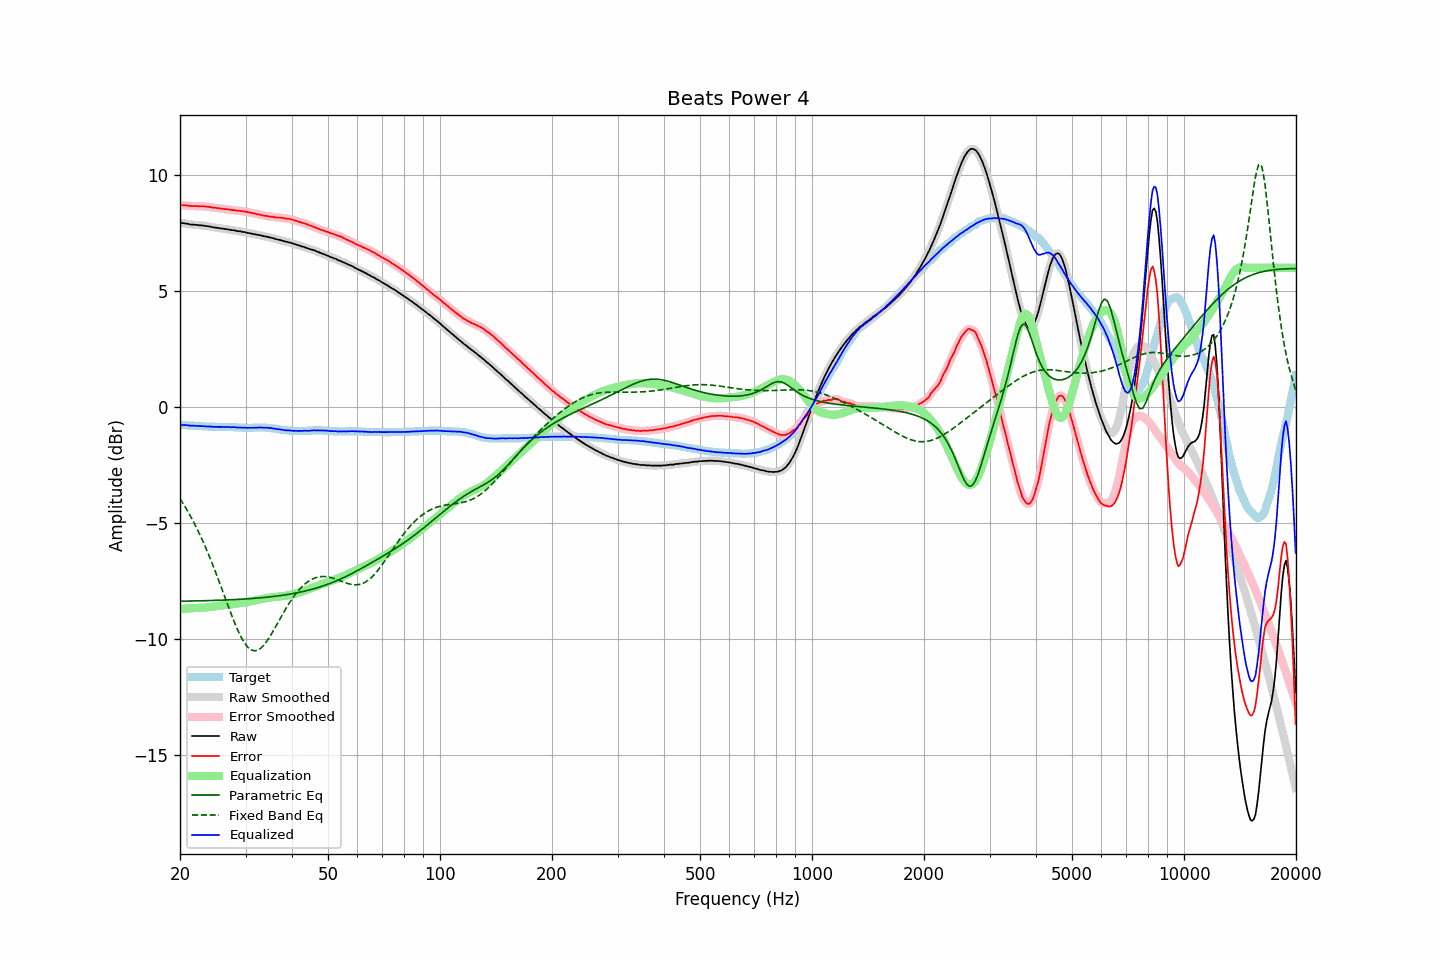 Beats Power 4
Amplitude (dBr)
10
5
0
−5
−10
−15
Target
Raw Smoothed
Error Smoothed
Raw
Error
Equalization
Parametric Eq
Fixed Band Eq
Equalized
20 50 100 200 500 1000 2000 5000 10000 20000
Frequency (Hz)